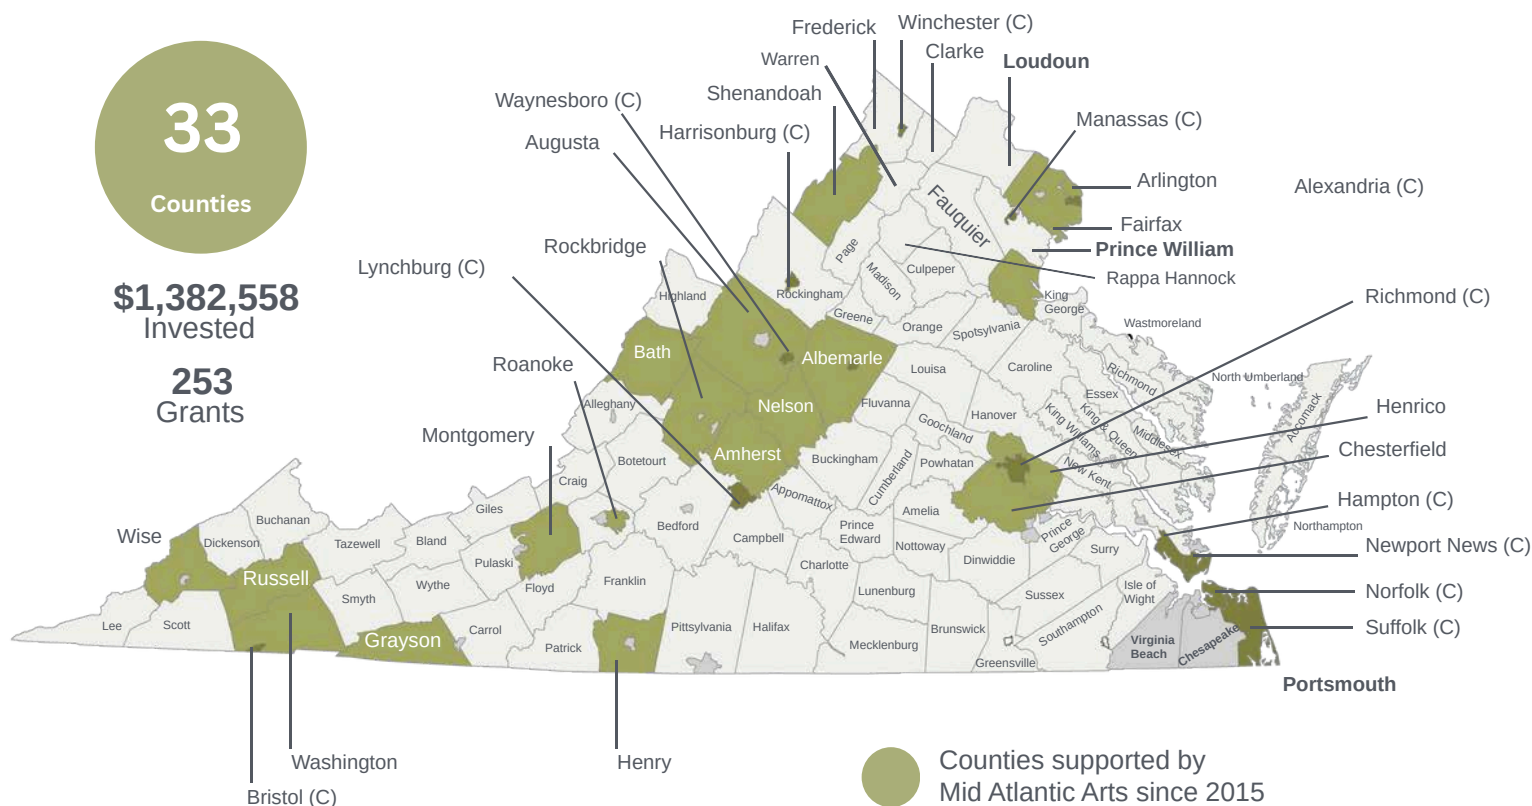 33
Counties
$1,382,558
Invested
253
Grants
Frederick
Winchester (C)
Warren
Clarke
Loudoun
Waynesboro (C)
Shenandoah
Augusta
Harrisonburg (C)
Manassas (C)
Arlington
Alexandria (C)
Fairfax
Prince William
Rappa Hannock
Rockbridge
Lynchburg (C)
Fauquier
Page
Madison
Culpeper
Highland
Rockingham
Greene
Orange
Spotsylvania
King
George
Wastmoreland
Richmond (C)
Bath
Albemarle
Roanoke
Louisa
Caroline
Richmond
North Umberland
Essex
Accomack
Alleghany
Nelson
Fluvanna
Hanover
Goochland
King Williams
King & Queen
Middlesex
Henrico
Montgomery
Amherst
Botetourt
Buckingham
Cumberland
Powhatan
New Kent
Chesterfield
Craig
Appomattox
Giles
Bedford
Amelia
Hampton (C)
Northampton
Wise
Buchanan
Dickenson
Tazewell
Bland
Campbell
Prince
Edward
Nottoway
Prince
George
Surry
Newport News (C)
Pulaski
Charlotte
Dinwiddie
Russell
Smyth
Wythe
Floyd
Franklin
Lunenburg
Sussex
Isle of
Wight
Norfolk (C)
Lee
Scott
Grayson
Carrol
Patrick
Pittsylvania
Halifax
Mecklenburg
Brunswick
Greensville
Southampton
Virginia
Beach
Chesapeake
Suffolk (C)
Portsmouth
Washington
Bristol (C)
Henry
Counties supported by
Mid Atlantic Arts since 2015